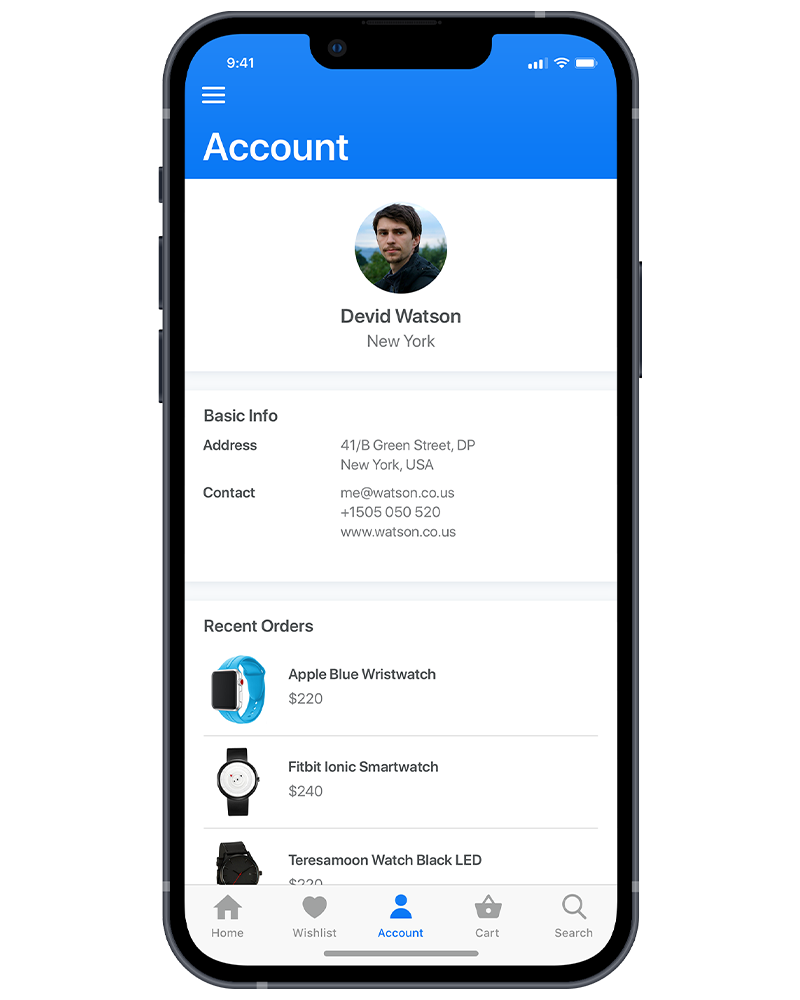 9:41
Account
Devid Watson
New York
Basic Info
Address
41/B Green Street, DP
New York, USA
Contact
me@watson.co.us
+1505 050 520
www.watson.co.us
Recent Orders
Apple Blue Wristwatch
$220
Fitbit Ionic Smartwatch
$240
Teresamoon Watch Black LED
$220
Home
Wishlist
Account
Cart
Search